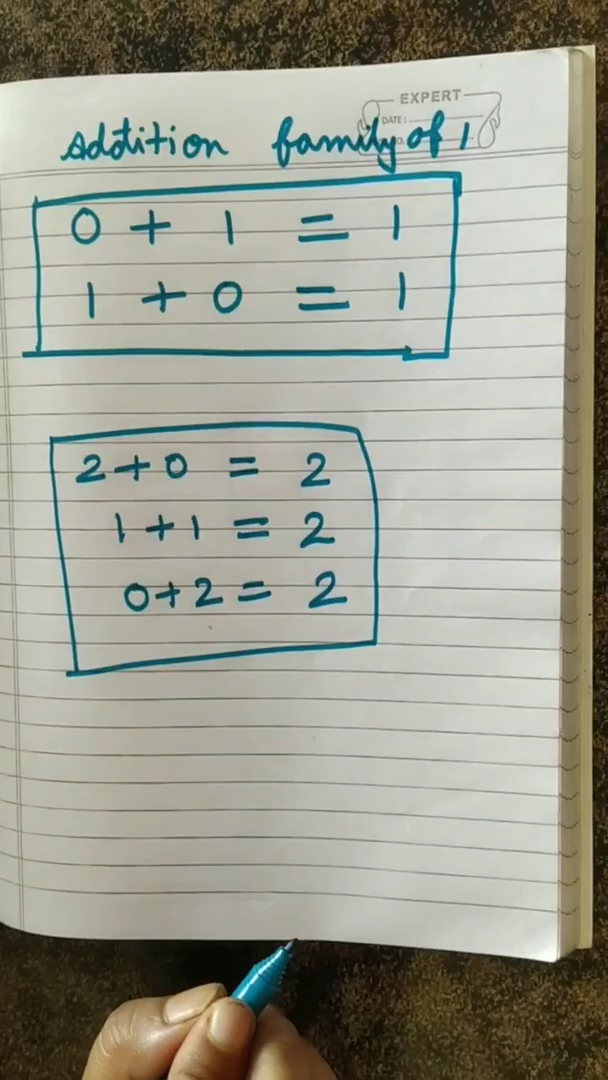 EXPERT
DATE:
Addition family of 1
0 + 1 = 1
1 + 0 = 1
2 + 0 = 2
1 + 1 = 2
0 + 2 = 2